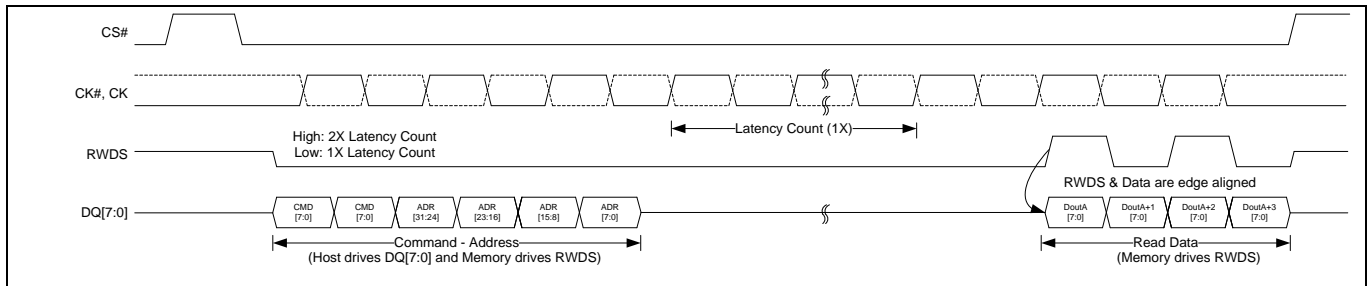 CS#
CK#, CK
Latency Count (1X)
High: 2X Latency Count
Low: 1X Latency Count
RWDS
RWDS & Data are edge aligned
DQ[7:0]
CMD
[7:0]
CMD
[7:0]
ADR
[31:24]
ADR
[23:16]
ADR
[15:8]
ADR
[7:0]
DoutA
[7:0]
DoutA+1
[7:0]
DoutA+2
[7:0]
DoutA+3
[7:0]
Command - Address
(Host drives DQ[7:0] and Memory drives RWDS)
Read Data
(Memory drives RWDS)